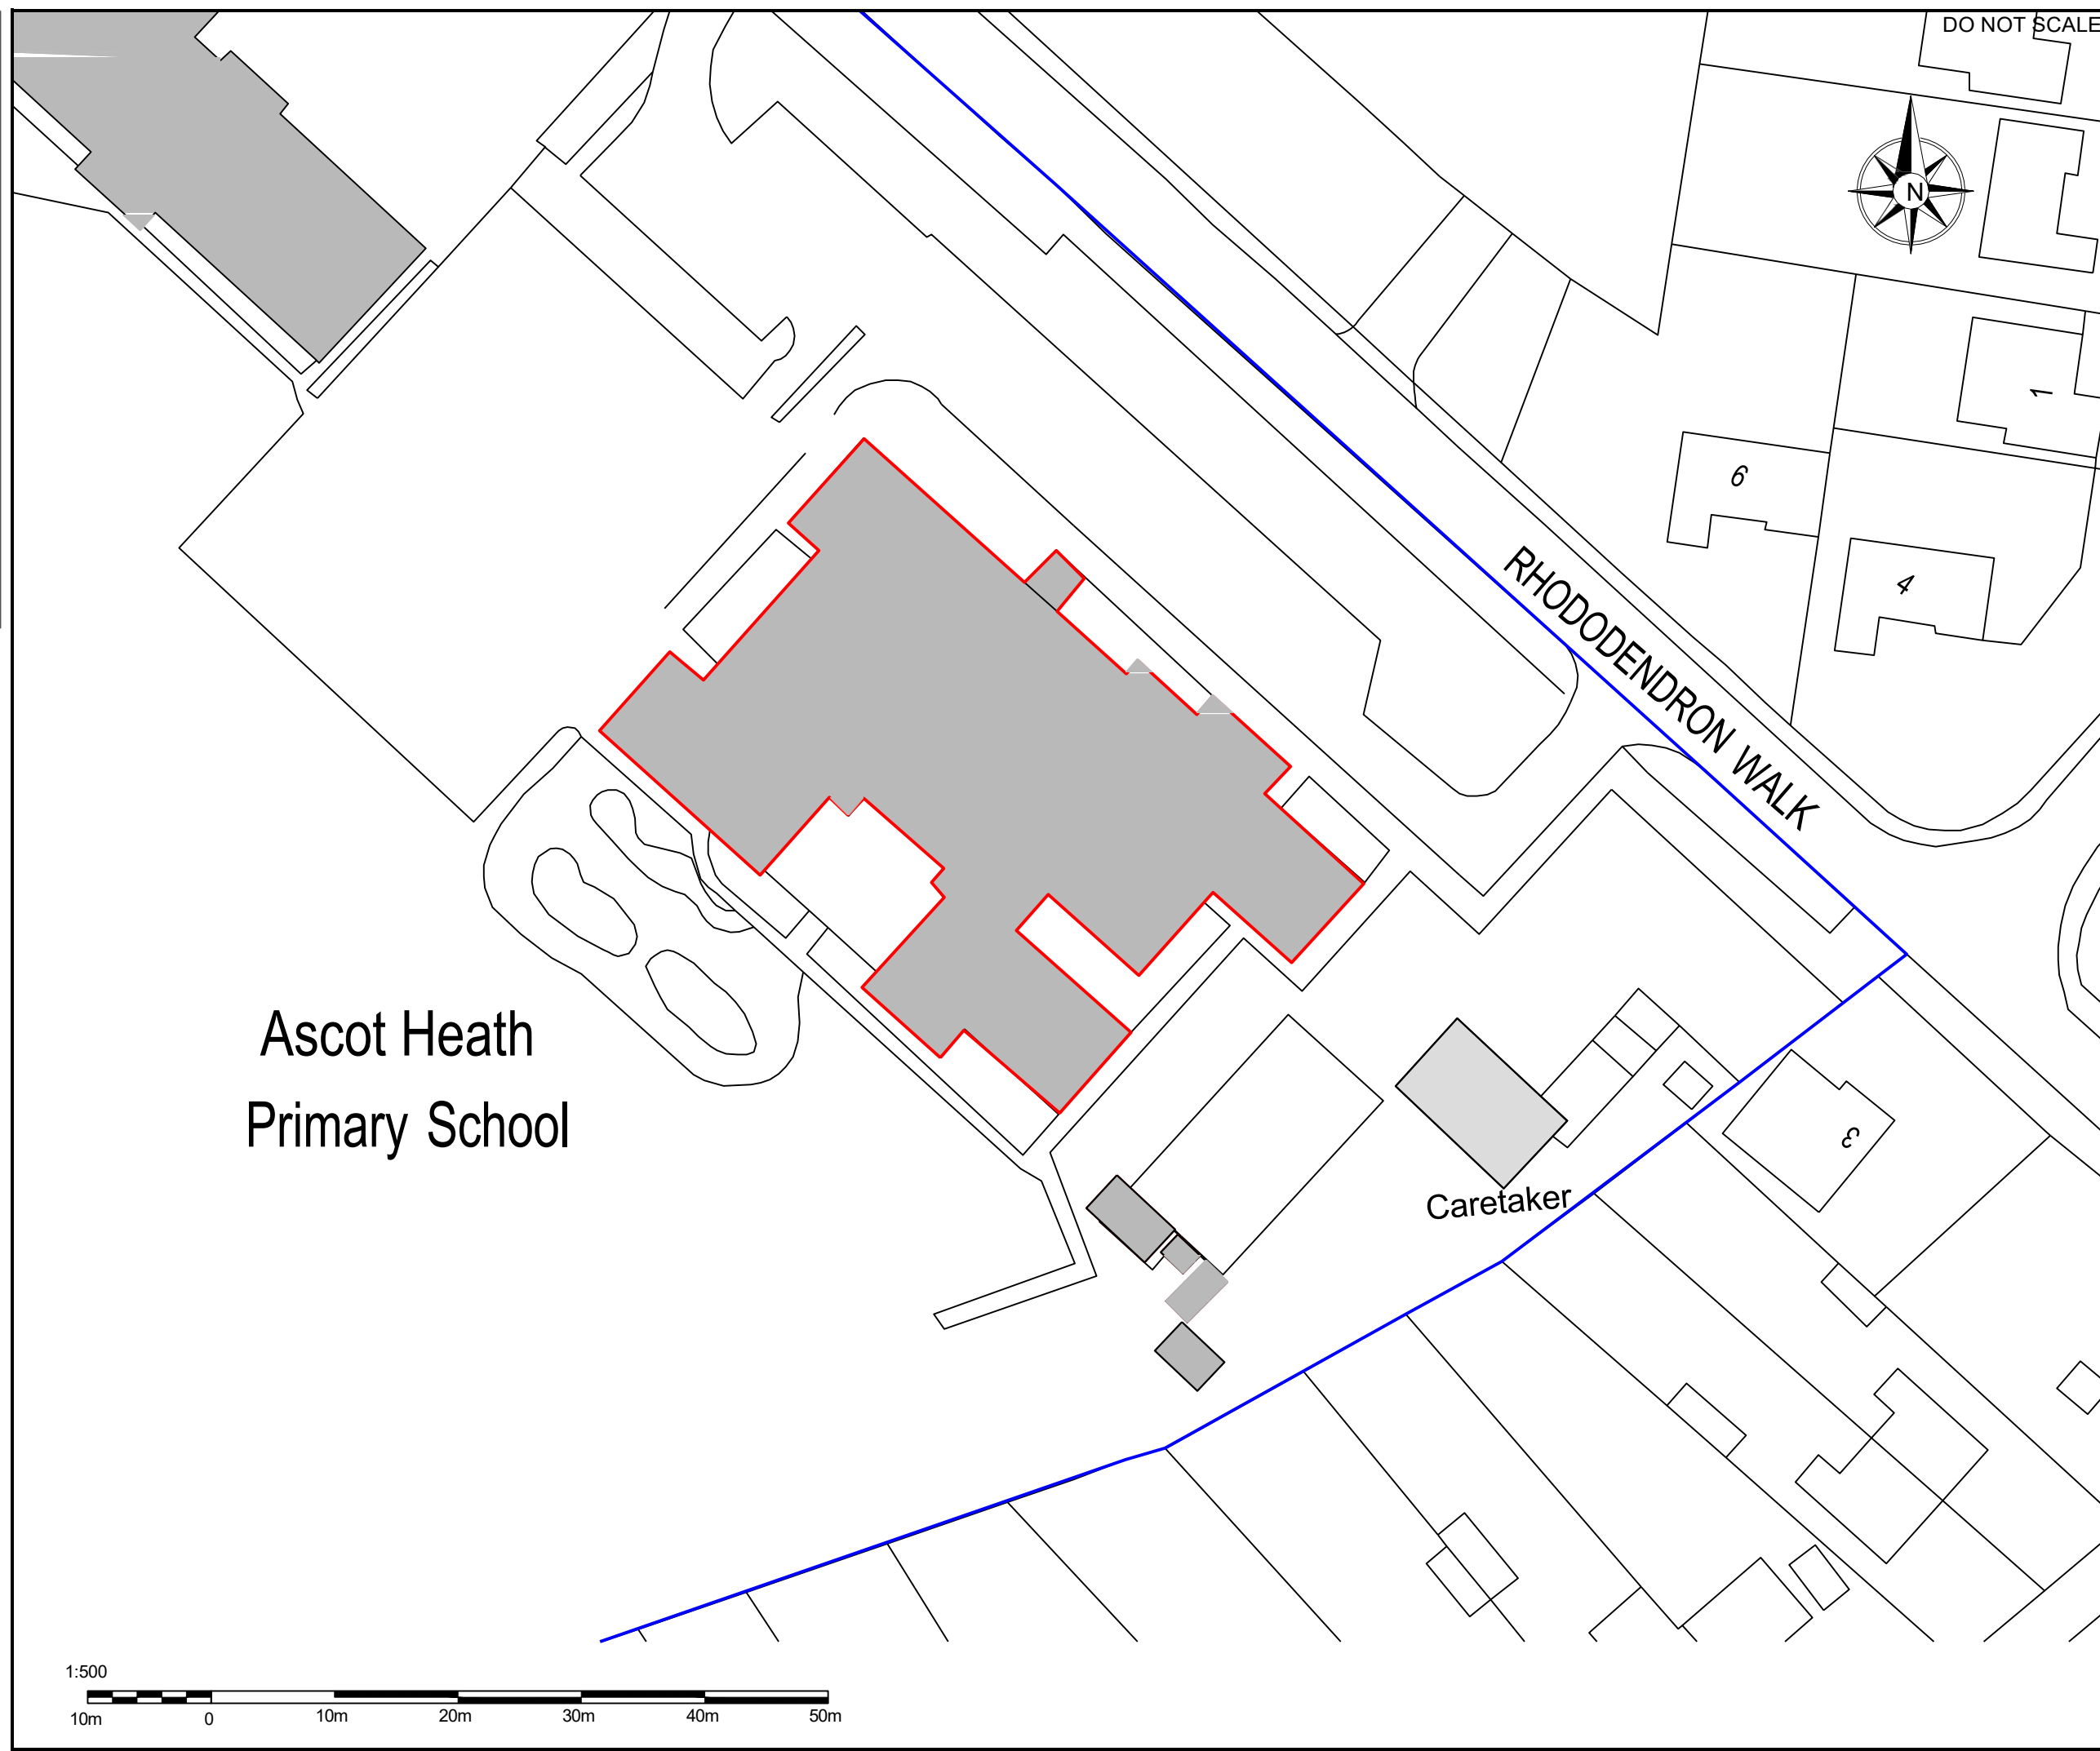 DO NOT SCALE
N
1
6
4
RHODODENDRON WALK
Ascot Heath
Primary School
3
Caretaker
1:500
10m 0 10m 20m 30m 40m 50m